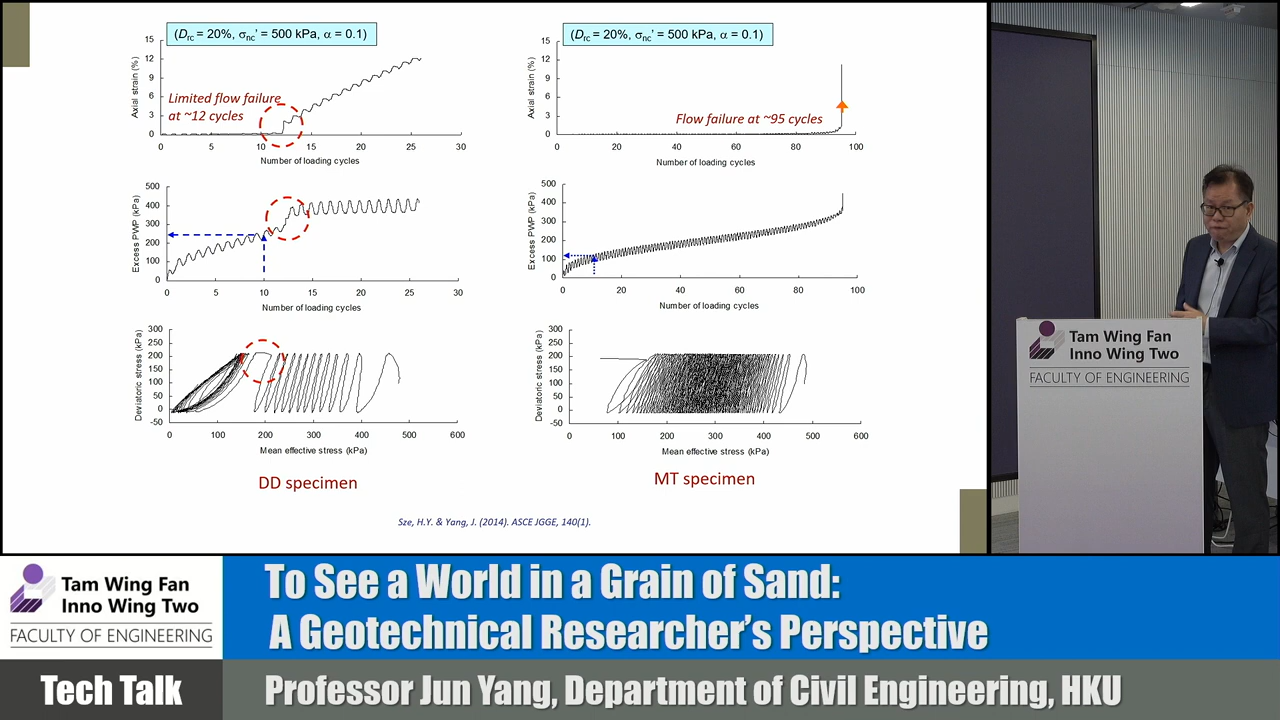 (Drc = 20%, σnc' = 500 kPa, α = 0.1)
15
12
9
6
3
0
Axial strain (%)
Limited flow failure
at ~12 cycles
0 5 10 15 20 25 30
Number of loading cycles
500
400
300
200
100
0
Excess PWP (kPa)
0 5 10 15 20 25 30
Number of loading cycles
300
250
200
150
100
50
0
-50
Deviatoric stress (kPa)
0 100 200 300 400 500 600
Mean effective stress (kPa)
DD specimen
(Drc = 20%, σnc' = 500 kPa, α = 0.1)
15
12
9
6
3
0
Axial strain (%)
Flow failure at ~95 cycles
0 20 40 60 80 100
Number of loading cycles
500
400
300
200
100
0
Excess PWP (kPa)
0 20 40 60 80 100
Number of loading cycles
300
250
200
150
100
50
0
-50
Deviatoric stress (kPa)
0 100 200 300 400 500 600
Mean effective stress (kPa)
MT specimen
Sze, H.Y. & Yang, J. (2014). ASCE JGGE, 140(1).
Tam Wing Fan
Inno Wing Two
FACULTY OF ENGINEERING
Tam Wing Fan
Inno Wing Two
FACULTY OF ENGINEERING
To See a World in a Grain of Sand:
A Geotechnical Researcher's Perspective
Tech Talk
Professor Jun Yang, Department of Civil Engineering, HKU